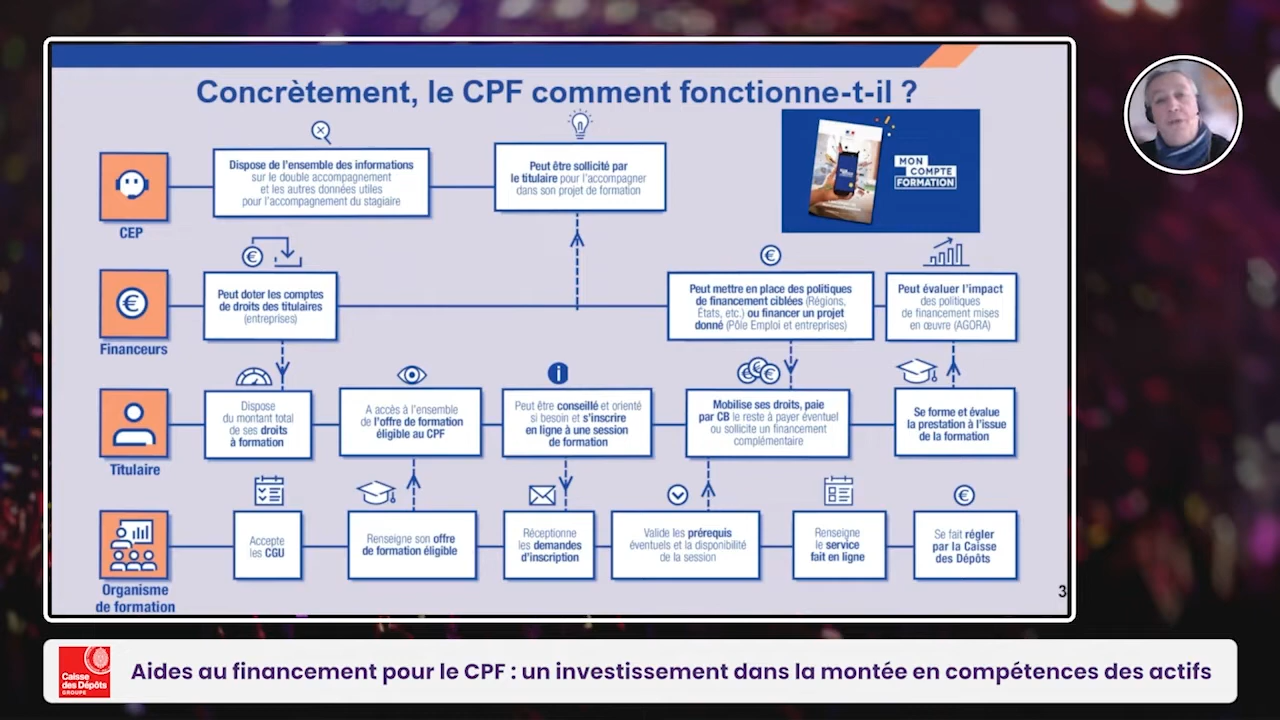 Concrètement, le CPF comment fonctionne-t-il ?
MON
COMPTE
FORMATION
CEP
Dispose de l'ensemble des informations
sur le double accompagnement
et les autres données utiles
pour l'accompagnement du stagiaire
Peut être sollicité par
le titulaire pour l'accompagner
dans son projet de formation
Financeurs
Peut doter les comptes
de droits des titulaires
(entreprises)
Peut mettre en place des politiques
de financement ciblées (Régions,
États, etc.) ou financer un projet
donné (Pôle Emploi et entreprises)
Peut évaluer l'impact
des politiques
de financement mises
en œuvre (AGORA)
Titulaire
Dispose
du montant total
de ses droits
à formation
A accès à l'ensemble
de l'offre de formation
éligible au CPF
Peut être conseillé et orienté
si besoin et s'inscrire
en ligne à une session
de formation
Mobilise ses droits, paie
par CB le reste à payer éventuel
ou sollicite un financement
complémentaire
Se forme et évalue
la prestation à l'issue
de la formation
Organisme
de formation
Accepte
les CGU
Renseigne son offre
de formation éligible
Réceptionne
les demandes
d'inscription
Valide les prérequis
éventuels et la disponibilité
de la session
Renseigne
le service
fait en ligne
Se fait régler
par la Caisse
des Dépôts
3
Caisse
des Dépôts
GROUPE
Aides au financement pour le CPF : un investissement dans la montée en compétences des actifs